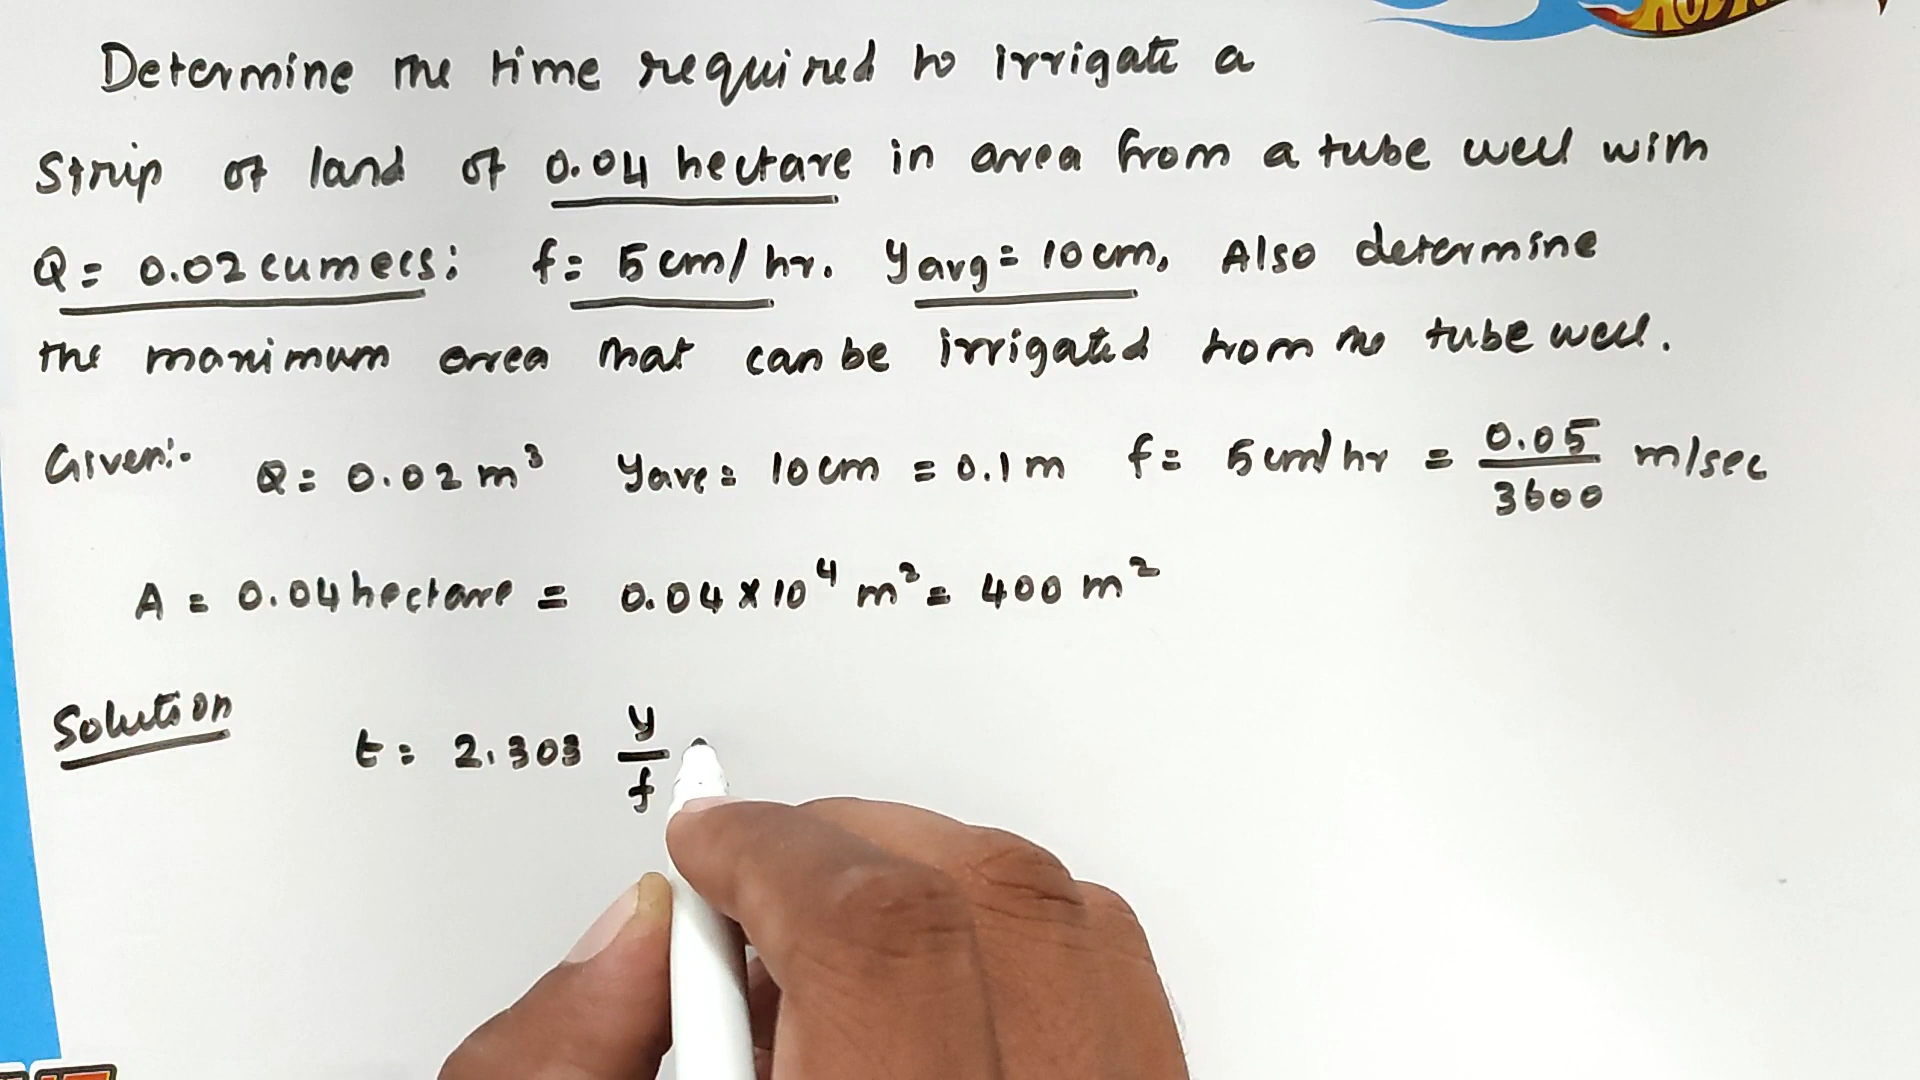 Determine the time required to irrigate a
Strip of land of 0.04 hectare in area from a tube well with
Q = 0.02 cumecs; f = 5 cm/hr. yavg = 10 cm, Also determine
the maximum area that can be irrigated from the tube well.
Given:- Q = 0.02 m³ yave = 10 cm = 0.1 m f = 5 cm/hr = 0.05/3600 m/sec
A = 0.04 hectare = 0.04 × 10⁴ m² = 400 m²
Solution t = 2.303 y/f